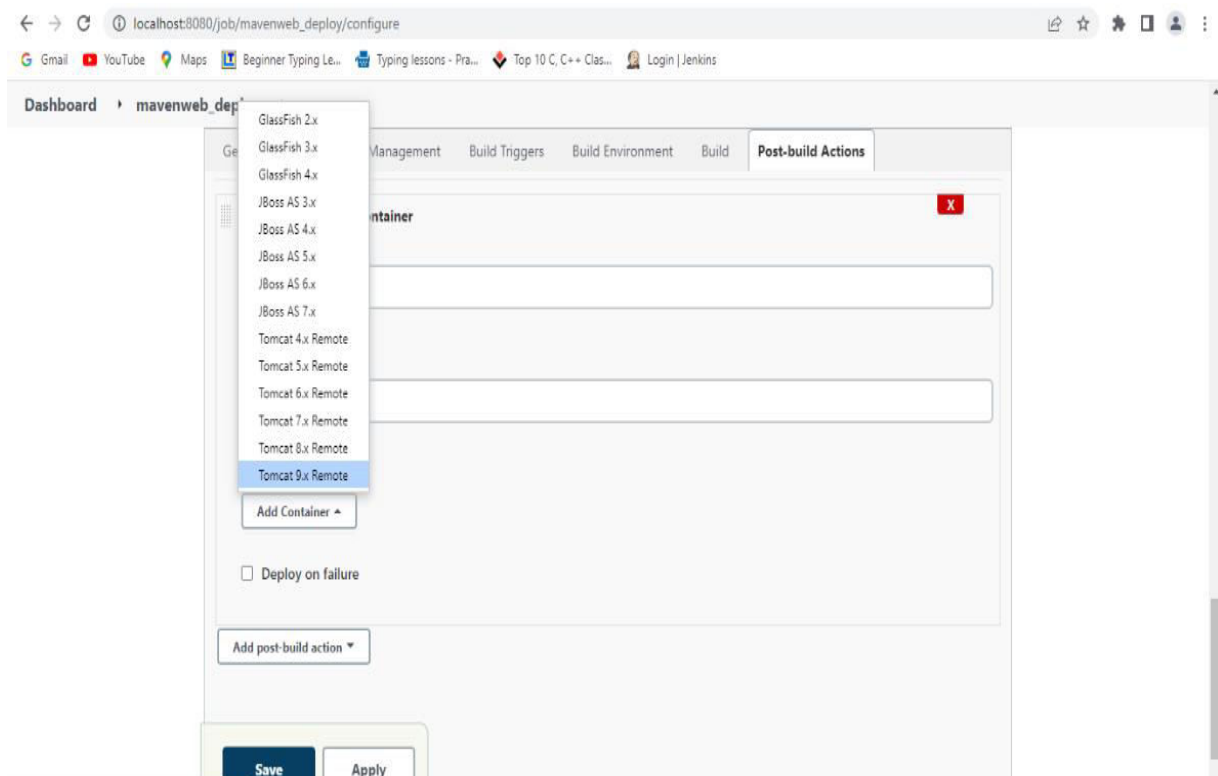 localhost:8080/job/mavenweb_deploy/configure
Gmail YouTube Maps Beginner Typing Le... Typing lessons - Pra... Top 10 C, C++ Clas... Login | Jenkins
Dashboard mavenweb_dep
GlassFish 2.x
Ge Management Build Triggers Build Environment Build Post-build Actions
GlassFish 3.x
GlassFish 4.x
JBoss AS 3.x
ntainer X
JBoss AS 4.x
JBoss AS 5.x
JBoss AS 6.x
JBoss AS 7.x
Tomcat 4.x Remote
Tomcat 5.x Remote
Tomcat 6.x Remote
Tomcat 7.x Remote
Tomcat 8.x Remote
Tomcat 9.x Remote
Add Container
Deploy on failure
Add post-build action
Save Apply